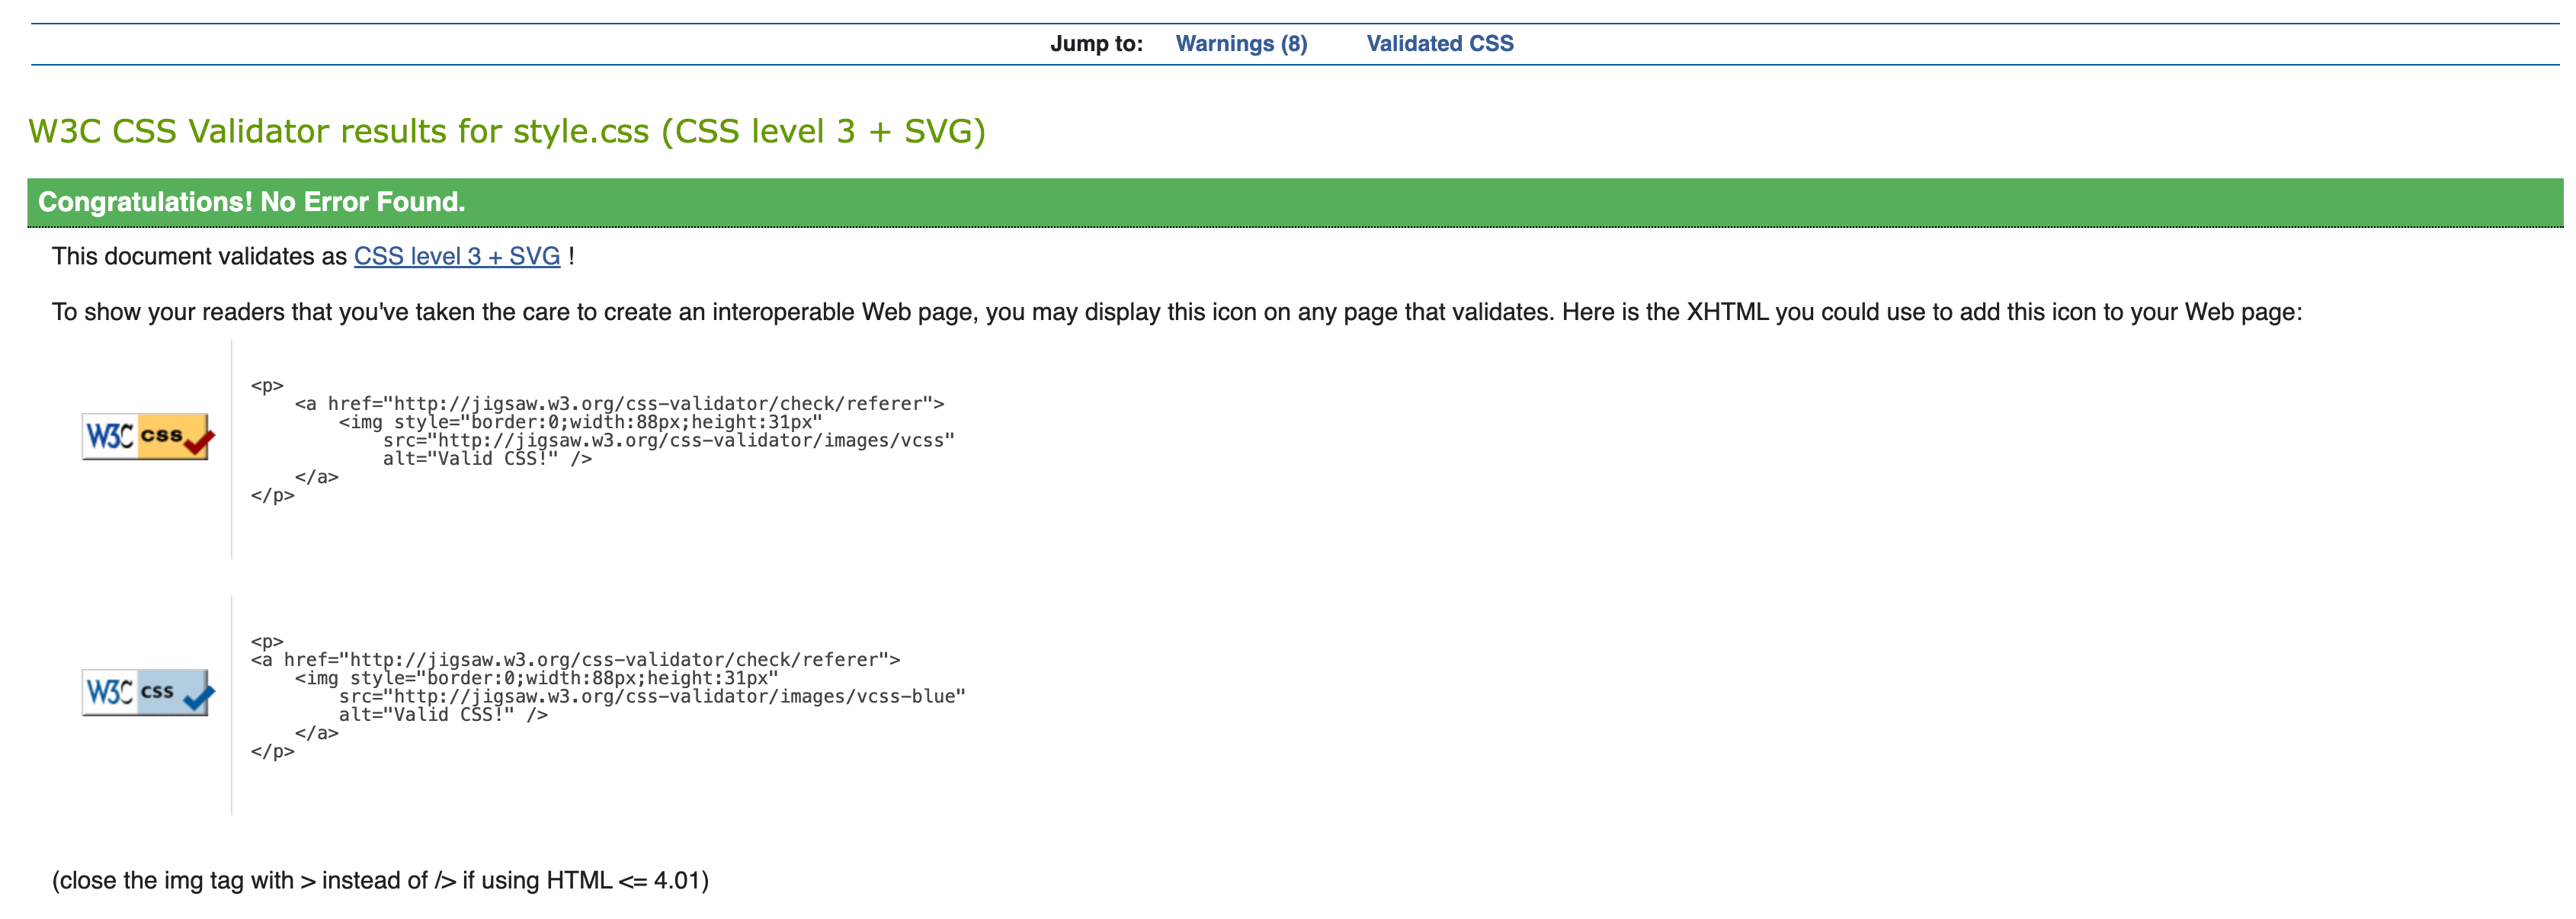 Jump to: Warnings (8) Validated CSS
W3C CSS Validator results for style.css (CSS level 3 + SVG)
Congratulations! No Error Found.
This document validates as CSS level 3 + SVG !
To show your readers that you've taken the care to create an interoperable Web page, you may display this icon on any page that validates. Here is the XHTML you could use to add this icon to your Web page:
W3C css
<p>
    <a href="http://jigsaw.w3.org/css-validator/check/referer">
        <img style="border:0;width:88px;height:31px"
            src="http://jigsaw.w3.org/css-validator/images/vcss"
            alt="Valid CSS!" />
    </a>
</p>
W3C css
<p>
<a href="http://jigsaw.w3.org/css-validator/check/referer">
    <img style="border:0;width:88px;height:31px"
        src="http://jigsaw.w3.org/css-validator/images/vcss-blue"
        alt="Valid CSS!" />
    </a>
</p>
(close the img tag with > instead of /> if using HTML <= 4.01)